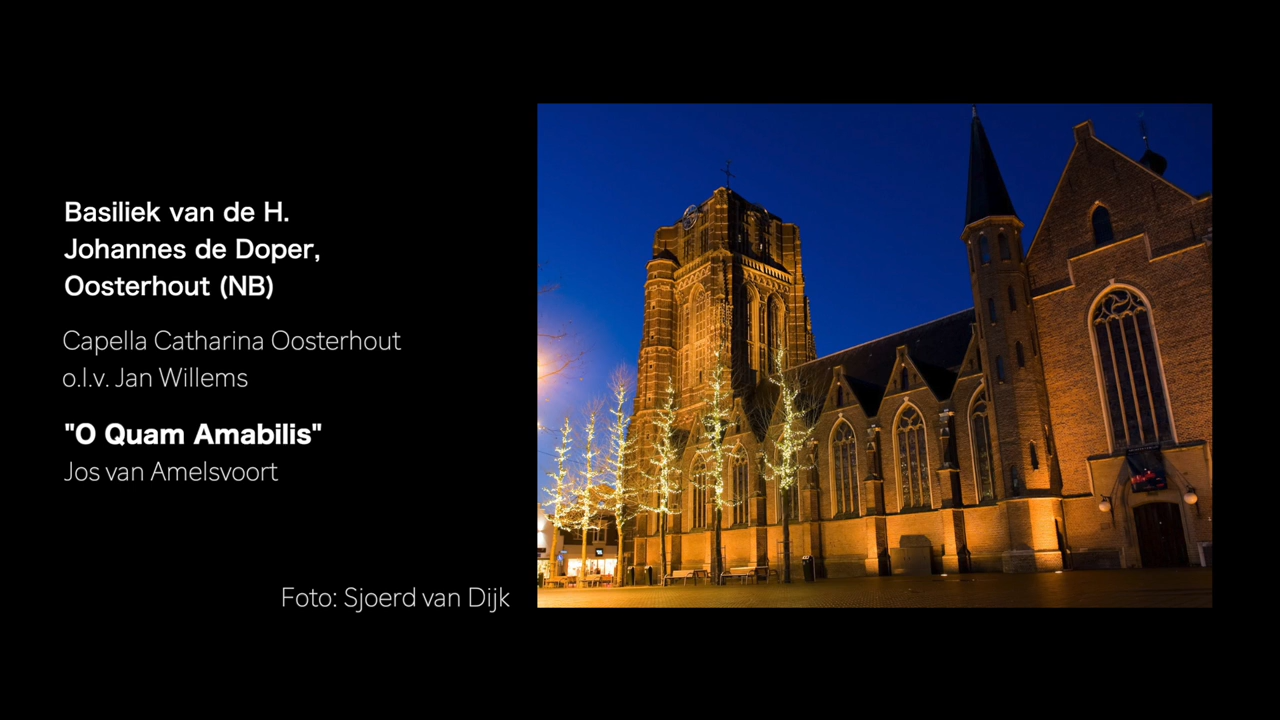 Basiliek van de H.
Johannes de Doper,
Oosterhout (NB)
Capella Catharina Oosterhout
o.l.v. Jan Willems
"O Quam Amabilis"
Jos van Amelsvoort
Foto: Sjoerd van Dijk